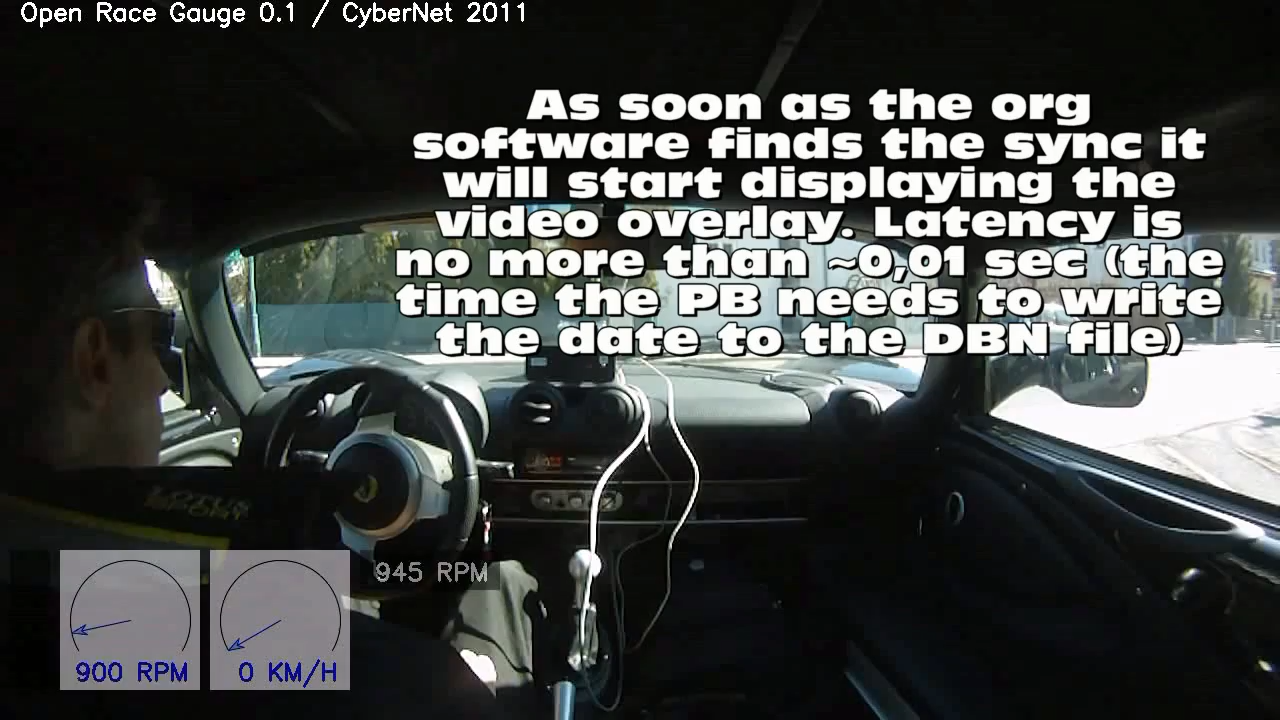 Open Race Gauge 0.1 / CyberNet 2011
As soon as the org
software finds the sync it
will start displaying the
video overlay. Latency is
no more than ~0,01 sec (the
time the PB needs to write
the date to the DBN file)
LOTUS
SPORT
945 RPM
900 RPM
0 KM/H